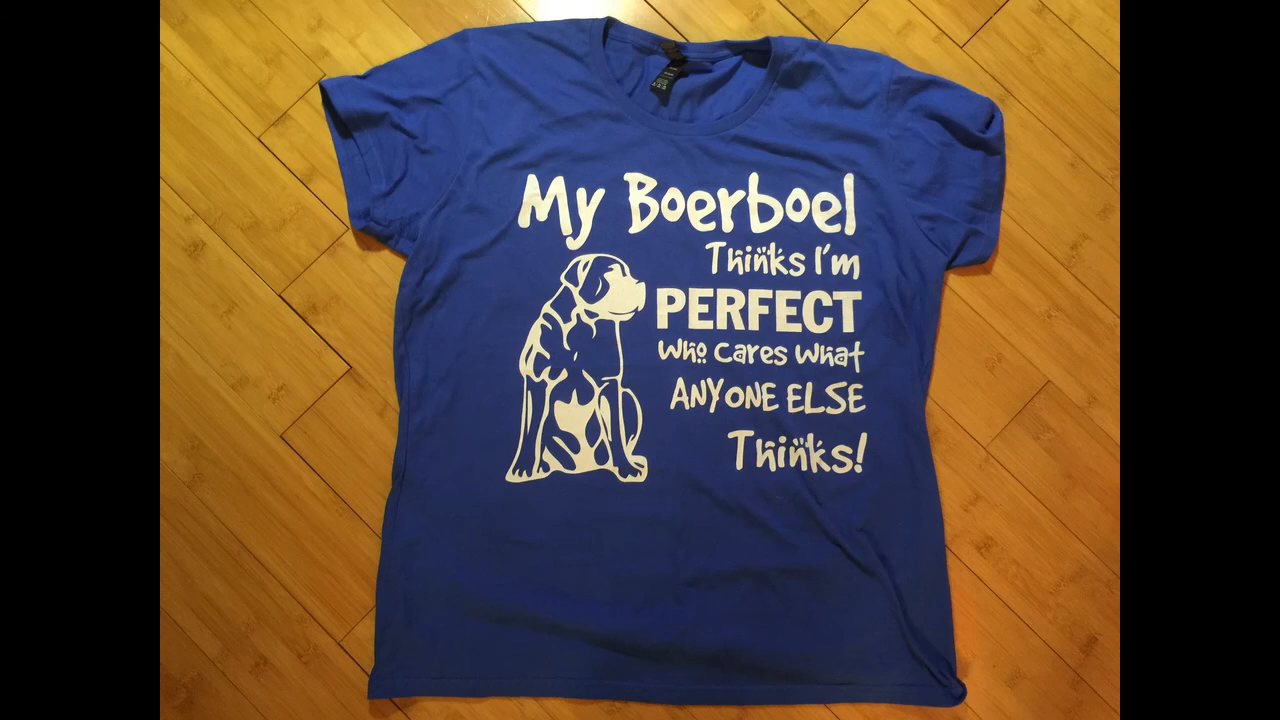 My Boerboel
Thinks I'm
PERFECT
Who cares what
ANYONE ELSE
Thinks!